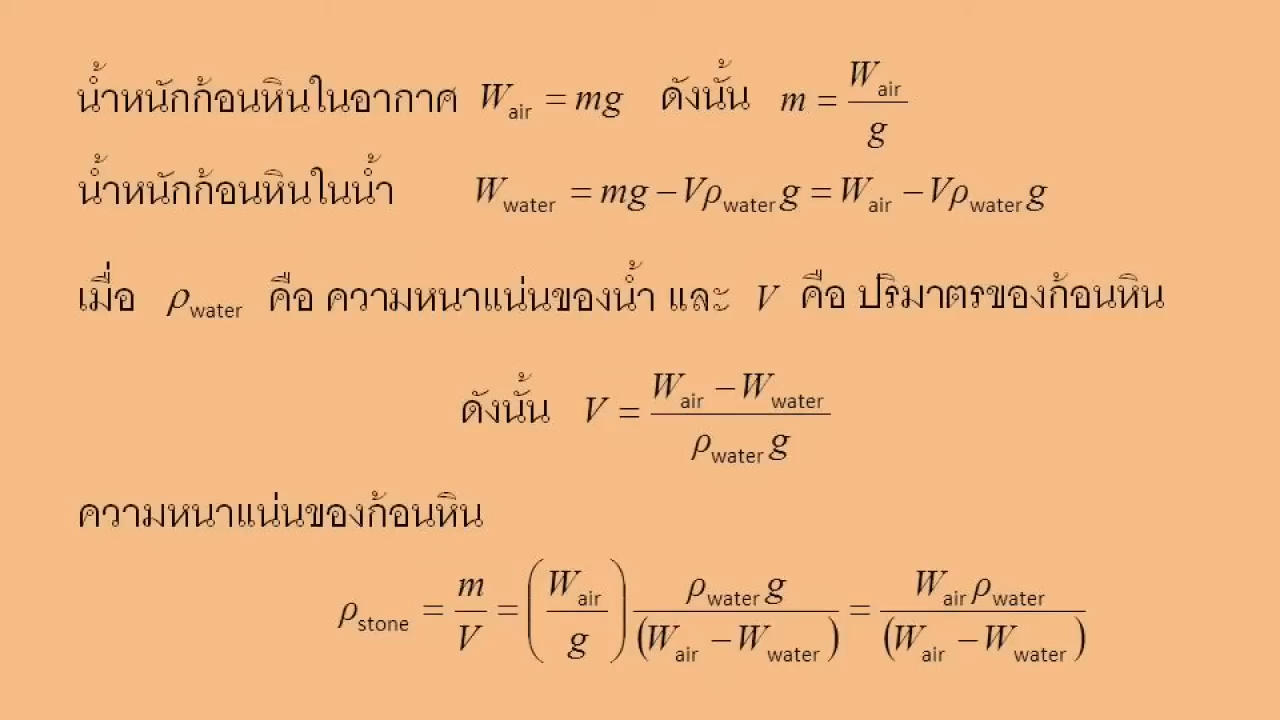 น้ำหนักก้อนหินในอากาศ W_air = mg ดังนั้น m = W_air / g
น้ำหนักก้อนหินในน้ำ W_water = mg − Vρ_water g = W_air − Vρ_water g
เมื่อ ρ_water คือ ความหนาแน่นของน้ำ และ V คือ ปริมาตรของก้อนหิน
ดังนั้น V = (W_air − W_water) / (ρ_water g)
ความหนาแน่นของก้อนหิน
ρ_stone = m / V = (W_air / g) ρ_water g / (W_air − W_water) = W_air ρ_water / (W_air − W_water)